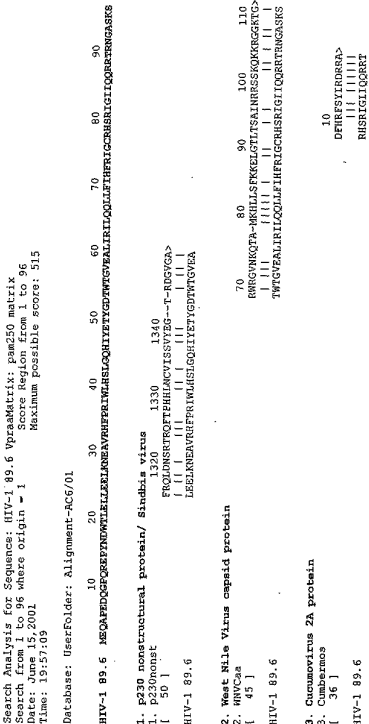 Search Analysis for Sequence: HIV-1 89.6 VpraaMatrix: pam250 matrix
Search from 1 to 96 where origin = 1 Score Region from 1 to 96
Date: June 15,2001 Maximum possible score: 515
Time: 19:57:09
Database: UserFolder: Alignment-AC6/01
10 20 30 40 50 60 70 80 90
HIV-1 89.6 MEQAPEDQGPQREPYNDWTLELLEELKNEAVRHFPRIWLHSLGQHIYETYGDTWTGVEALIRILQQLLFIHFRIGCRHSRIGIIQQRRTRNGASKS
1. p230 nonstructural protein/ Sindbis virus
1320 1330 1340
1. p230nonst FRQLDNSRTRQFTPHHLNCVISSVYEG--T-RDGVGA>
[ 50 ]
HIV-1 89.6 LEELKNEAVRHFPRIWLHSLGQHIYETYGDTWTGVEA
2. West Nile Virus capsid protein
70 80 90 100 110
2. WNVCaa RWRGVNKQTA-MKHLLSFKKELGTLTSAINRRSSKQKKRGGKTG>
[ 45 ]
HIV-1 89.6 TWTGVEALIRILQQLLFIHFRIGCRHSRIGIIQQRRTRNGASKS
3. Cucumovirus 2A protein
10
3. Cumbermos DFHRFSYIRDRRA>
[ 36 ]
HIV-1 89.6 RHSRIGIIQQRRT